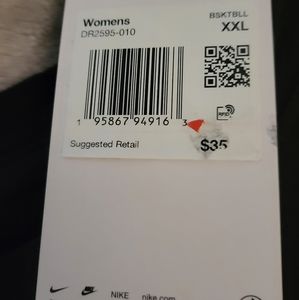 Womens
DR2595-010
BSKTBLL
XXL
RFID
1 95867 94916 3
Suggested Retail
$35
NIKE
nike.com